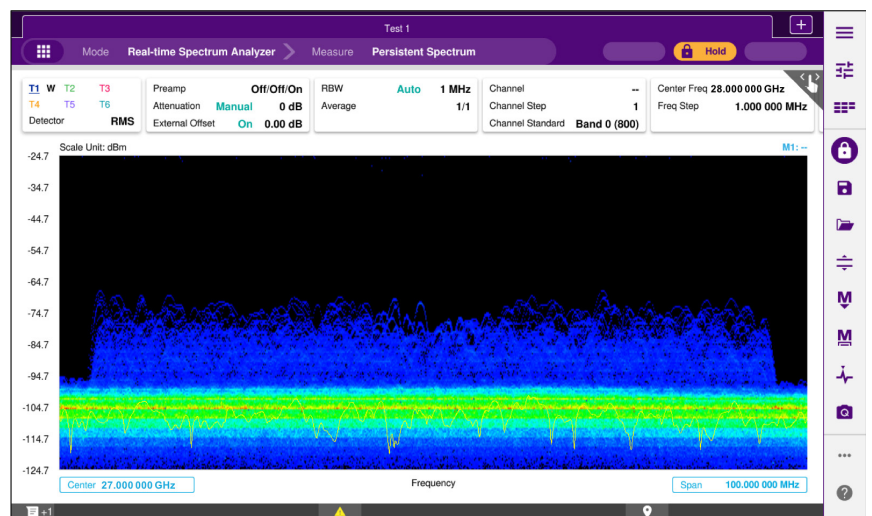 Test 1
+
Mode Real-time Spectrum Analyzer Measure Persistent Spectrum Hold
T1 W T2 T3
T4 T5 T6
Detector RMS
Preamp Off/Off/On
Attenuation Manual 0 dB
External Offset On 0.00 dB
RBW Auto 1 MHz
Average 1/1
Channel --
Channel Step 1
Channel Standard Band 0 (800)
Center Freq 28.000 000 GHz
Freq Step 1.000 000 MHz
Scale Unit: dBm M1: --
-24.7
-34.7
-44.7
-54.7
-64.7
-74.7
-84.7
-94.7
-104.7
-114.7
-124.7
Center 27.000 000 GHz Frequency Span 100.000 000 MHz
+1
M
M